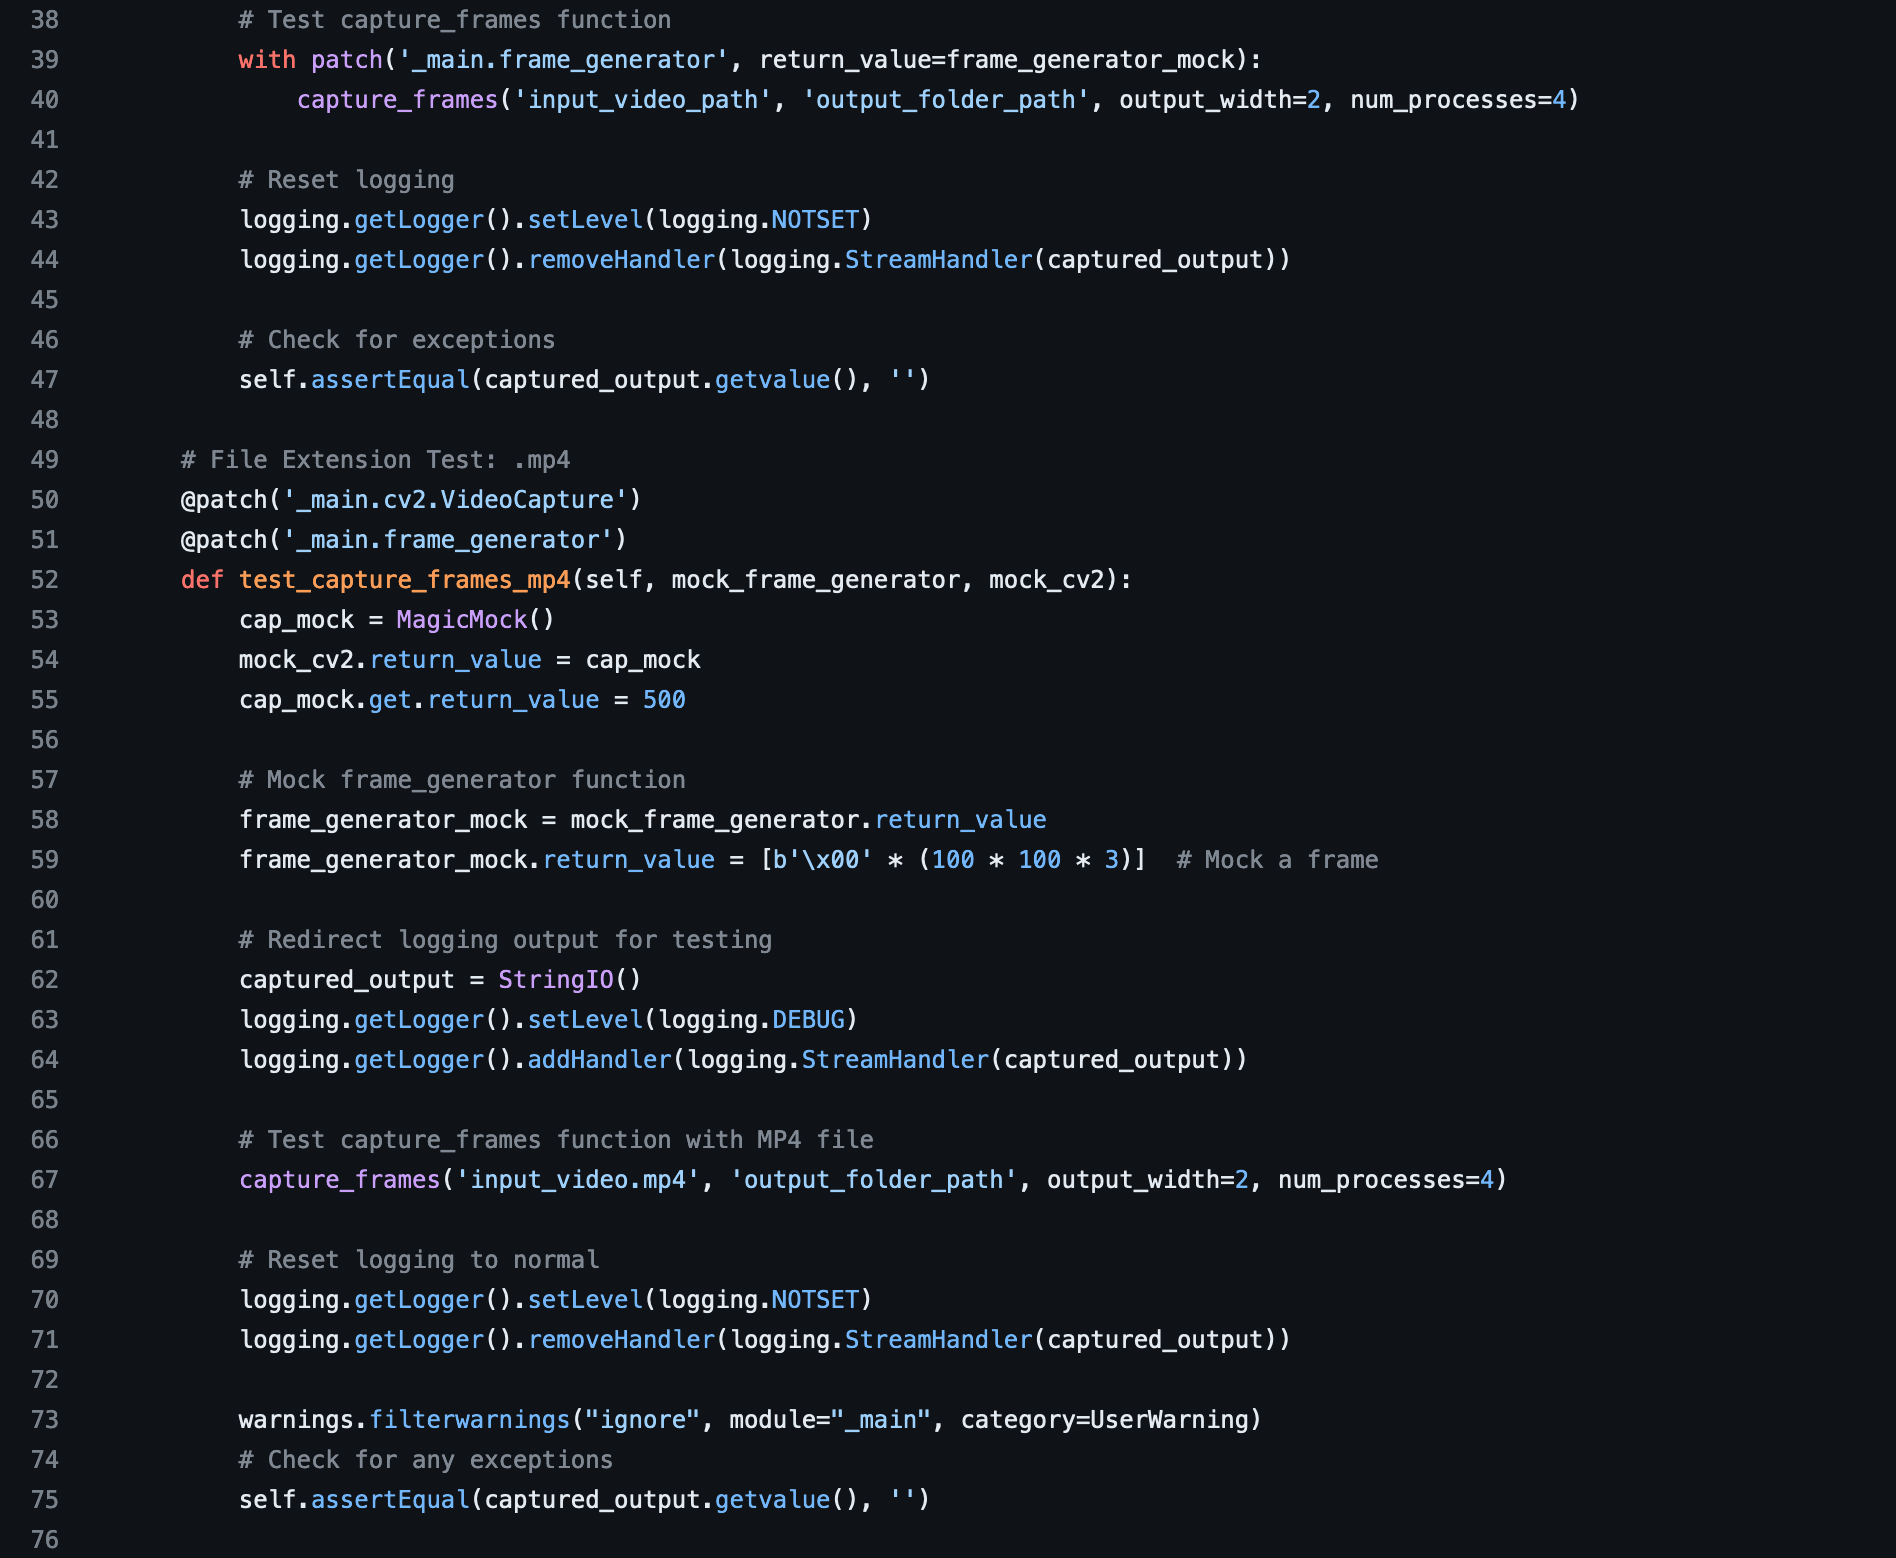 38 # Test capture_frames function
39 with patch('_main.frame_generator', return_value=frame_generator_mock):
40 capture_frames('input_video_path', 'output_folder_path', output_width=2, num_processes=4)
41
42 # Reset logging
43 logging.getLogger().setLevel(logging.NOTSET)
44 logging.getLogger().removeHandler(logging.StreamHandler(captured_output))
45
46 # Check for exceptions
47 self.assertEqual(captured_output.getvalue(), '')
48
49 # File Extension Test: .mp4
50 @patch('_main.cv2.VideoCapture')
51 @patch('_main.frame_generator')
52 def test_capture_frames_mp4(self, mock_frame_generator, mock_cv2):
53 cap_mock = MagicMock()
54 mock_cv2.return_value = cap_mock
55 cap_mock.get.return_value = 500
56
57 # Mock frame_generator function
58 frame_generator_mock = mock_frame_generator.return_value
59 frame_generator_mock.return_value = [b'\x00' * (100 * 100 * 3)]  # Mock a frame
60
61 # Redirect logging output for testing
62 captured_output = StringIO()
63 logging.getLogger().setLevel(logging.DEBUG)
64 logging.getLogger().addHandler(logging.StreamHandler(captured_output))
65
66 # Test capture_frames function with MP4 file
67 capture_frames('input_video.mp4', 'output_folder_path', output_width=2, num_processes=4)
68
69 # Reset logging to normal
70 logging.getLogger().setLevel(logging.NOTSET)
71 logging.getLogger().removeHandler(logging.StreamHandler(captured_output))
72
73 warnings.filterwarnings("ignore", module="_main", category=UserWarning)
74 # Check for any exceptions
75 self.assertEqual(captured_output.getvalue(), '')
76